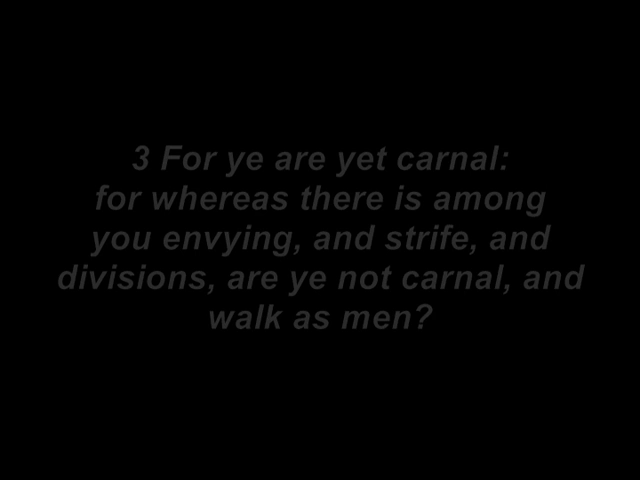 3 For ye are yet carnal:
for whereas there is among
you envying, and strife, and
divisions, are ye not carnal, and
walk as men?